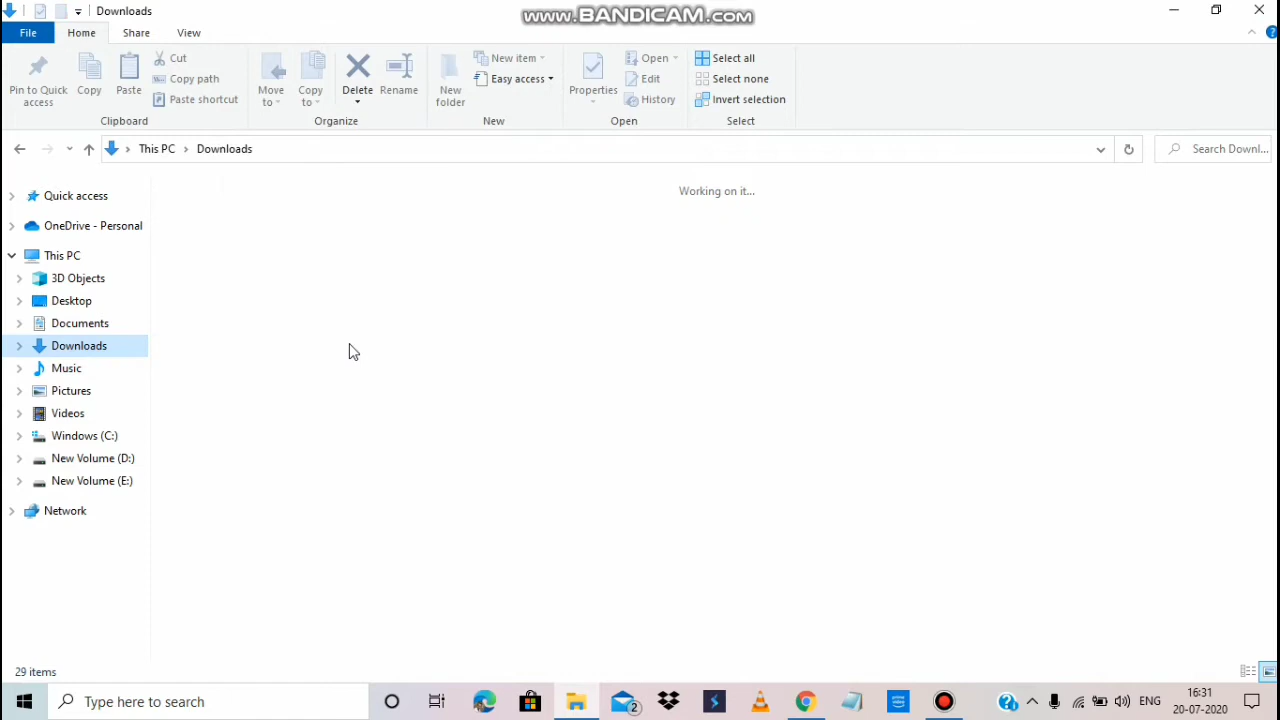 Downloads
www.BANDICAM.com
File Home Share View
Pin to Quick access
Copy
Paste
Cut
Copy path
Paste shortcut
Clipboard
Move to
Copy to
Delete
Rename
Organize
New folder
New item
Easy access
New
Properties
Open
Edit
History
Open
Select all
Select none
Invert selection
Select
This PC > Downloads
Search Downl...
Working on it...
Quick access
OneDrive - Personal
This PC
3D Objects
Desktop
Documents
Downloads
Music
Pictures
Videos
Windows (C:)
New Volume (D:)
New Volume (E:)
Network
29 items
Type here to search
2
ENG
16:31
20-07-2020